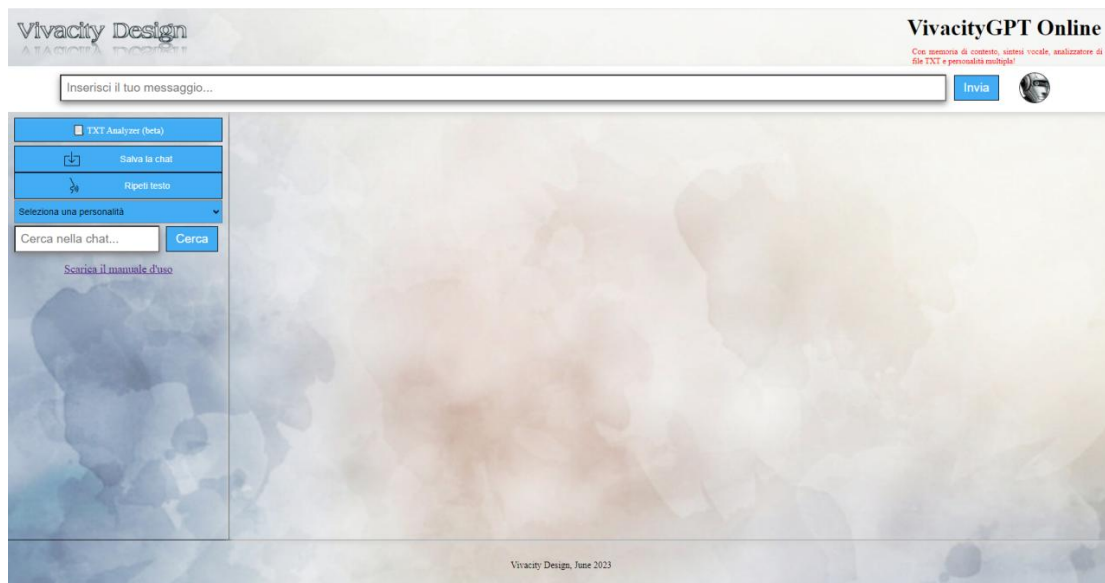 Vivacity Design
VivacityGPT Online
Con memoria di contesto, sintesi vocale, analizzatore di
file TXT e personalità multipla!
Inserisci il tuo messaggio...
Invia
TXT Analyzer (beta)
Salva la chat
Ripeti testo
Seleziona una personalità
Cerca nella chat...
Cerca
Scarica il manuale d'uso
Vivacity Design, June 2023